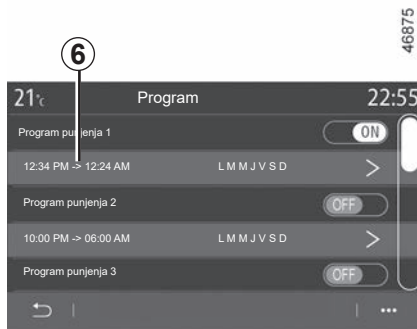 46875
6
21°c Program 22:55
Program punjenja 1 ON
12:34 PM -> 12:24 AM L M M J V S D >
Program punjenja 2 OFF
10:00 PM -> 06:00 AM L M M J V S D >
Program punjenja 3 OFF